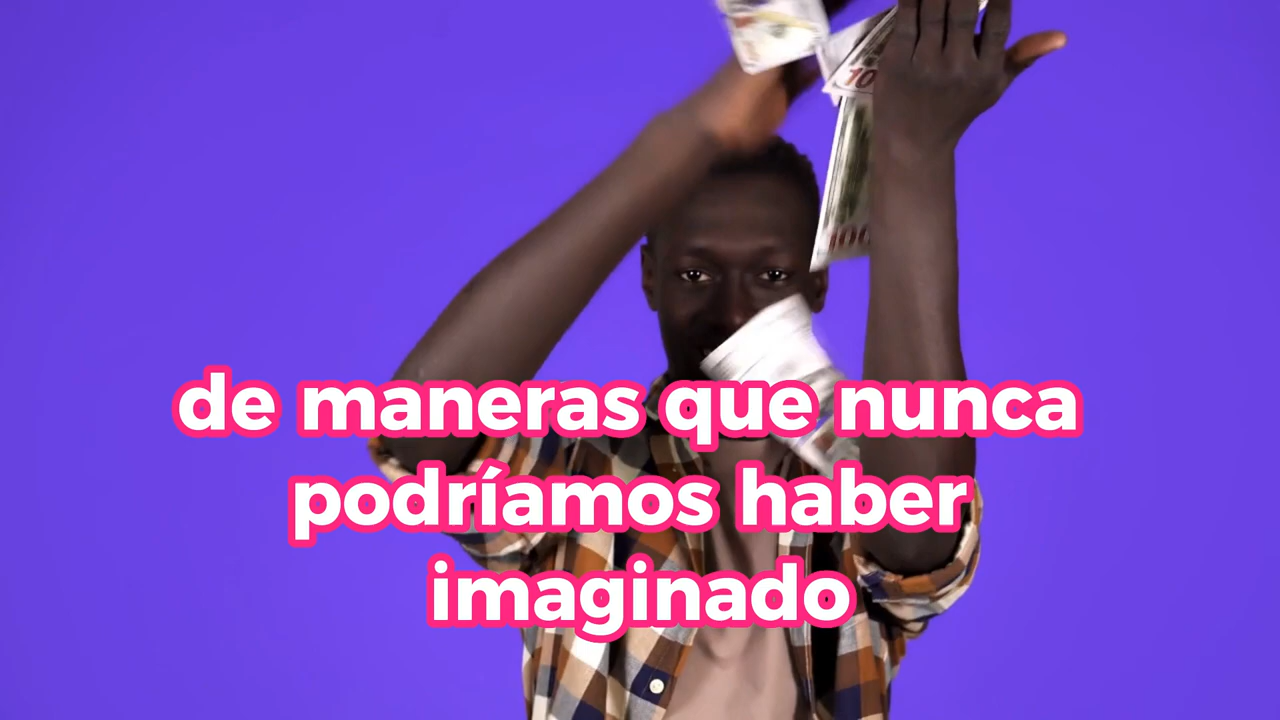 de maneras que nunca
podríamos haber
imaginado